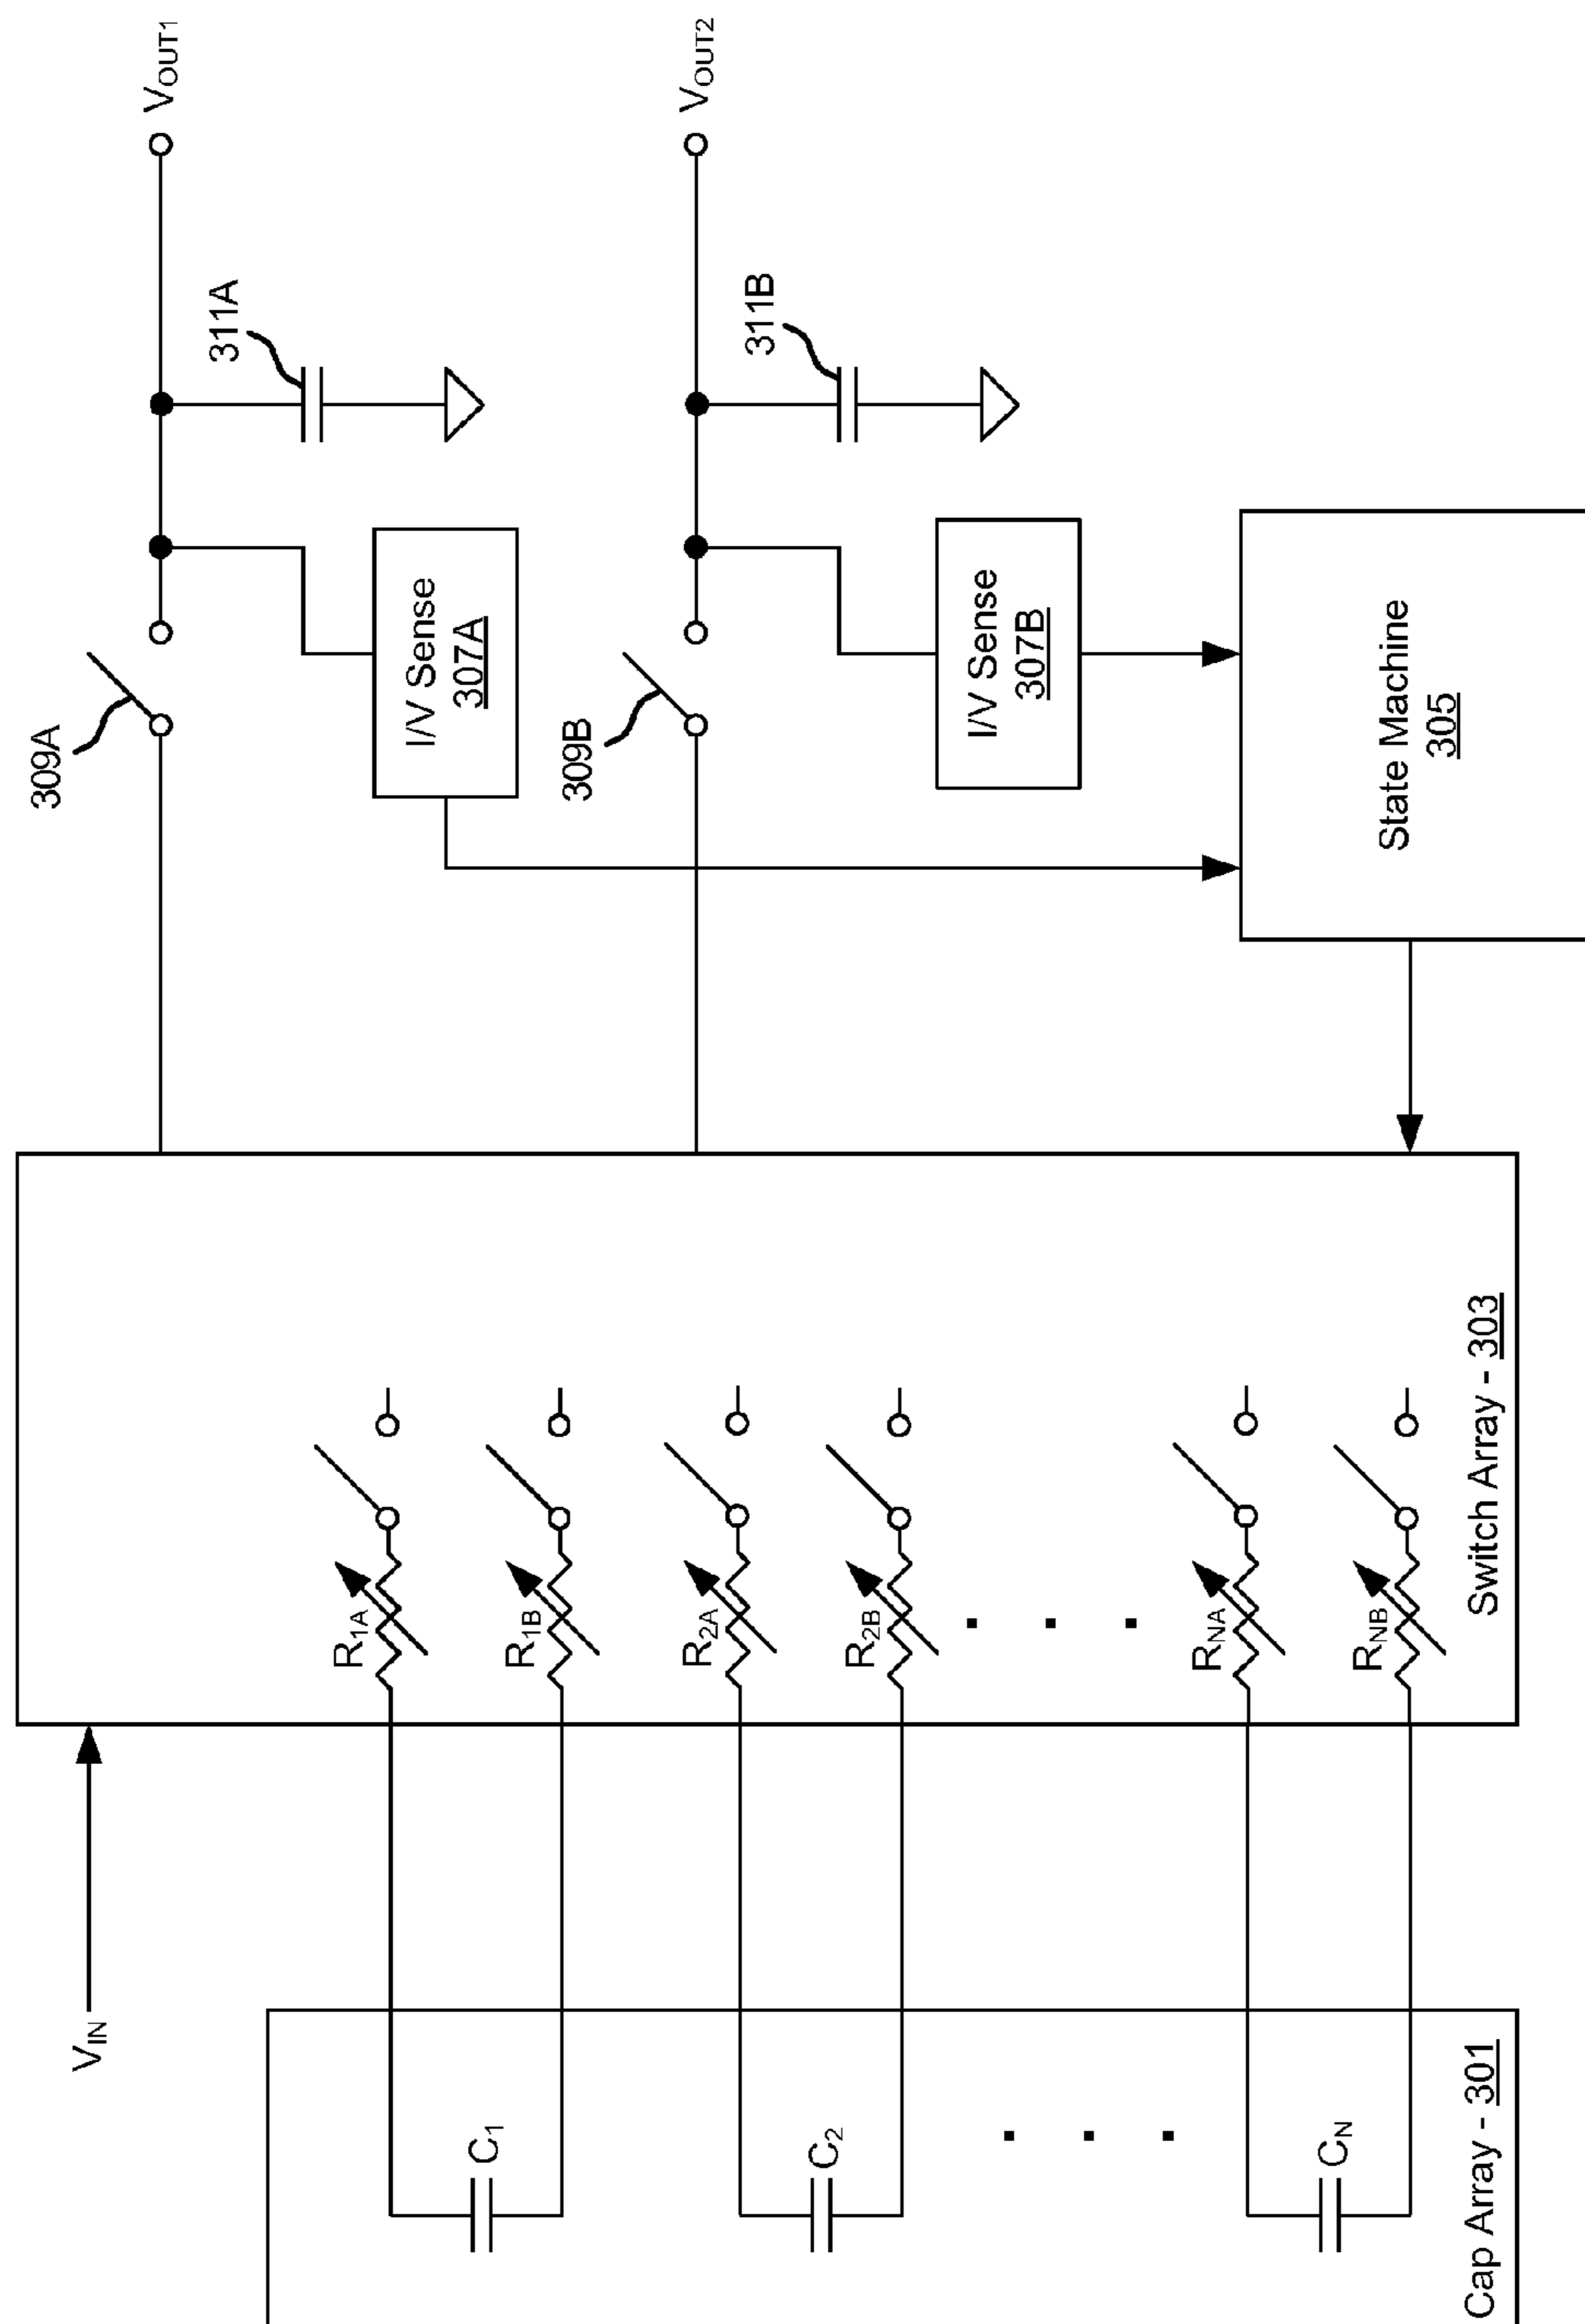 V_IN
V_OUT1
V_OUT2
309A
311A
I/V Sense
307A
309B
311B
I/V Sense
307B
State Machine
305
R_1A
R_1B
R_2A
R_2B
. . .
R_NA
R_NB
Switch Array - 303
C_1
C_2
. . .
C_N
Cap Array - 301